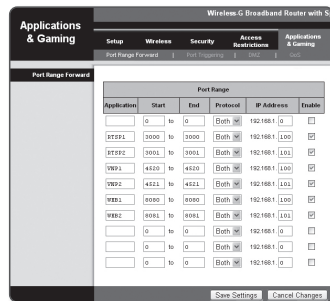 Wireless-G Broadband Router with S
Applications
& Gaming
Setup Wireless Security Access Restrictions Applications & Gaming
Port Range Forward | Port Triggering | DMZ | QoS
Port Range Forward
Port Range
Application Start End Protocol IP Address Enable
0 to 0 Both 192.168.1. 0
RTSP1 3000 to 3000 Both 192.168.1. 100
RTSP2 3001 to 3001 Both 192.168.1. 101
VNP1 4520 to 4520 Both 192.168.1. 100
VNP2 4521 to 4521 Both 192.168.1. 101
WEB1 8080 to 8080 Both 192.168.1. 100
WEB2 8081 to 8081 Both 192.168.1. 101
0 to 0 Both 192.168.1. 0
0 to 0 Both 192.168.1. 0
0 to 0 Both 192.168.1. 0
Save Settings Cancel Changes